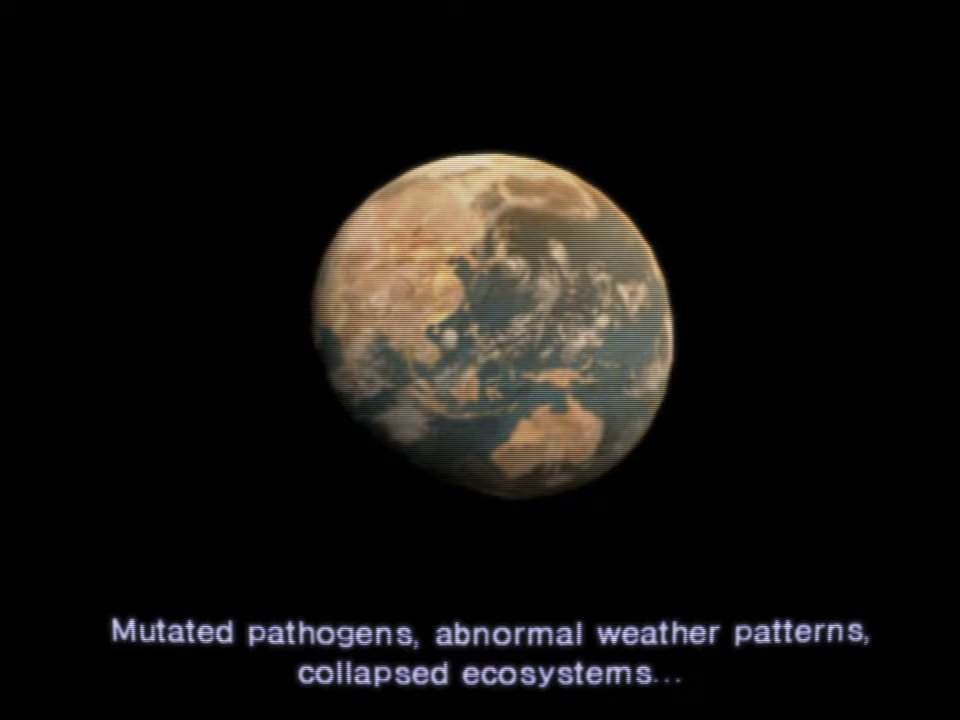 Mutated pathogens, abnormal weather patterns,
collapsed ecosystems...